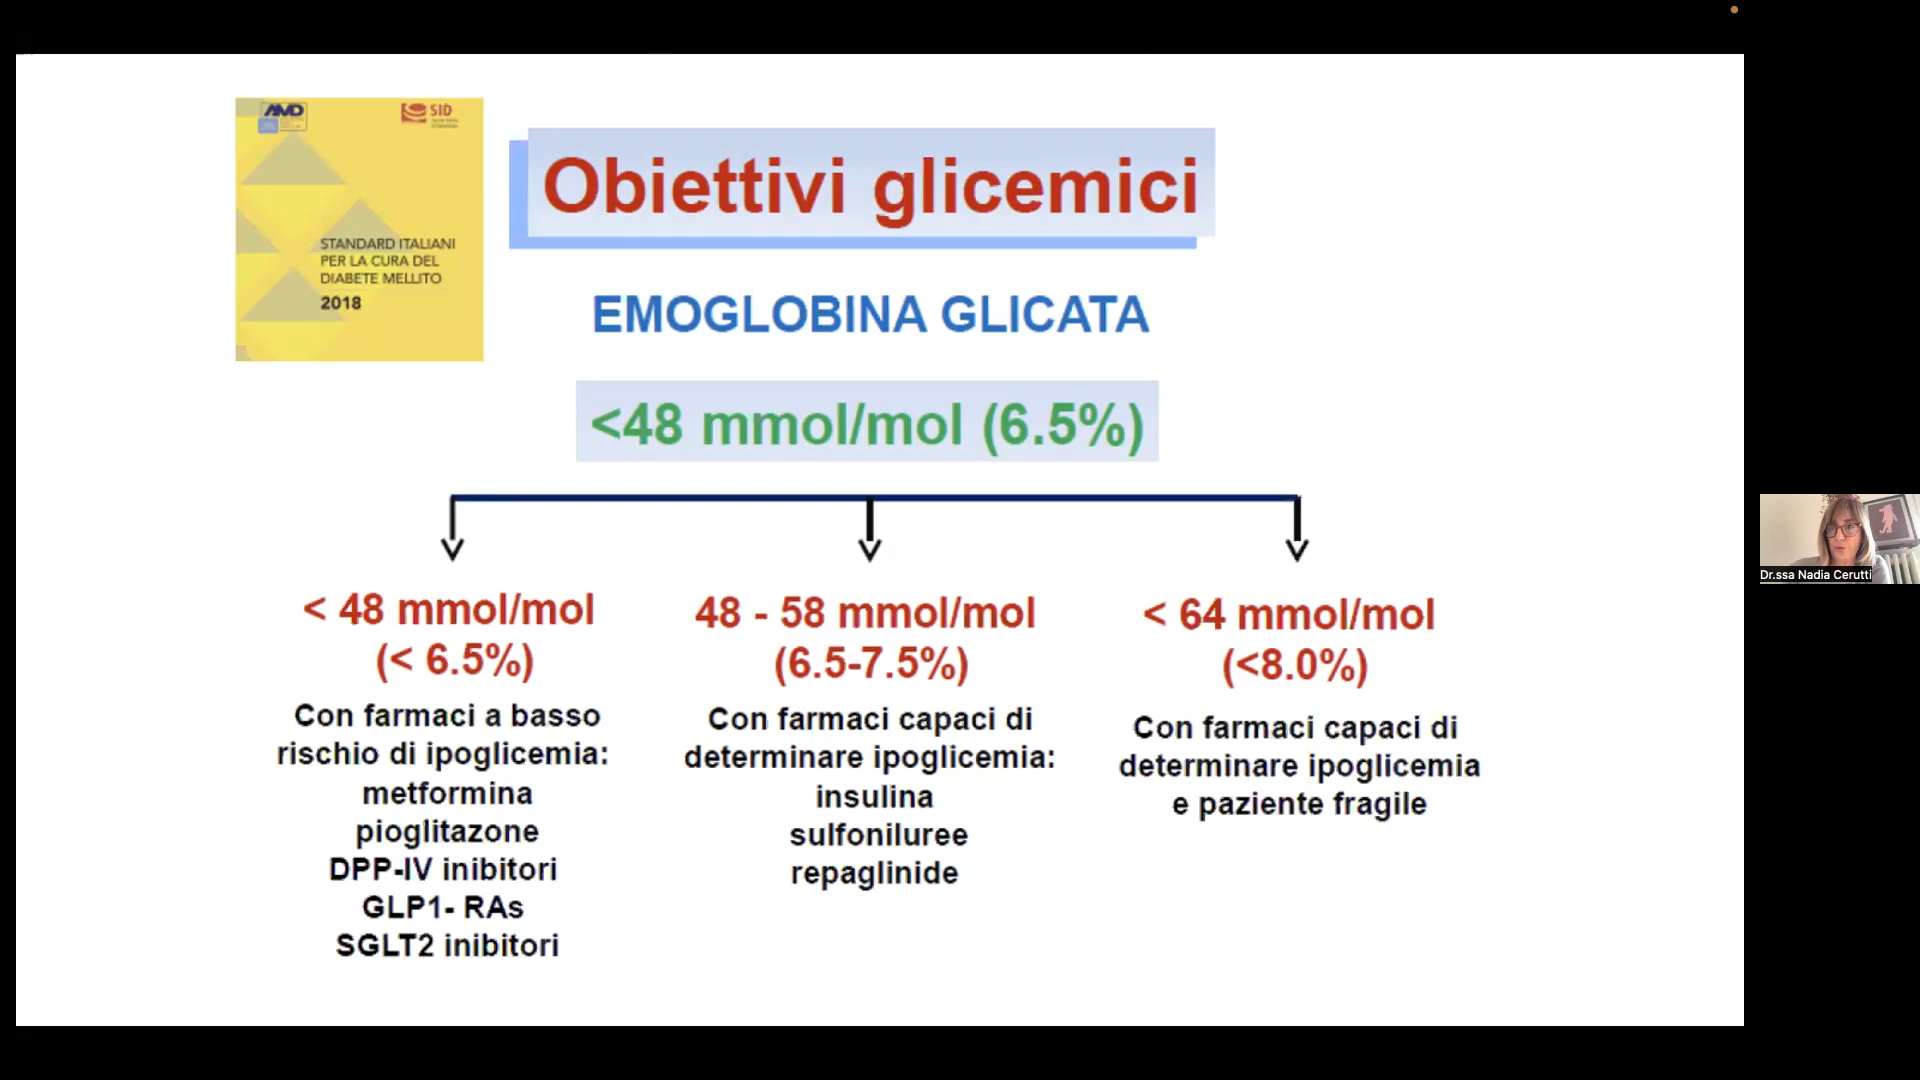 AMD
SID
STANDARD ITALIANI
PER LA CURA DEL
DIABETE MELLITO
2018
Obiettivi glicemici
EMOGLOBINA GLICATA
<48 mmol/mol (6.5%)
< 48 mmol/mol
(< 6.5%)
Con farmaci a basso
rischio di ipoglicemia:
metformina
pioglitazone
DPP-IV inibitori
GLP1- RAs
SGLT2 inibitori
48 - 58 mmol/mol
(6.5-7.5%)
Con farmaci capaci di
determinare ipoglicemia:
insulina
sulfoniluree
repaglinide
< 64 mmol/mol
(<8.0%)
Con farmaci capaci di
determinare ipoglicemia
e paziente fragile
Dr.ssa Nadia Cerutti